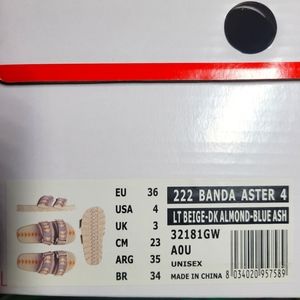 EU 36
USA 4
UK 3
CM 23
ARG 35
BR 34
222 BANDA ASTER 4
LT BEIGE-DK ALMOND-BLUE ASH
32181GW
A0U
UNISEX
MADE IN CHINA
8 034020 957589